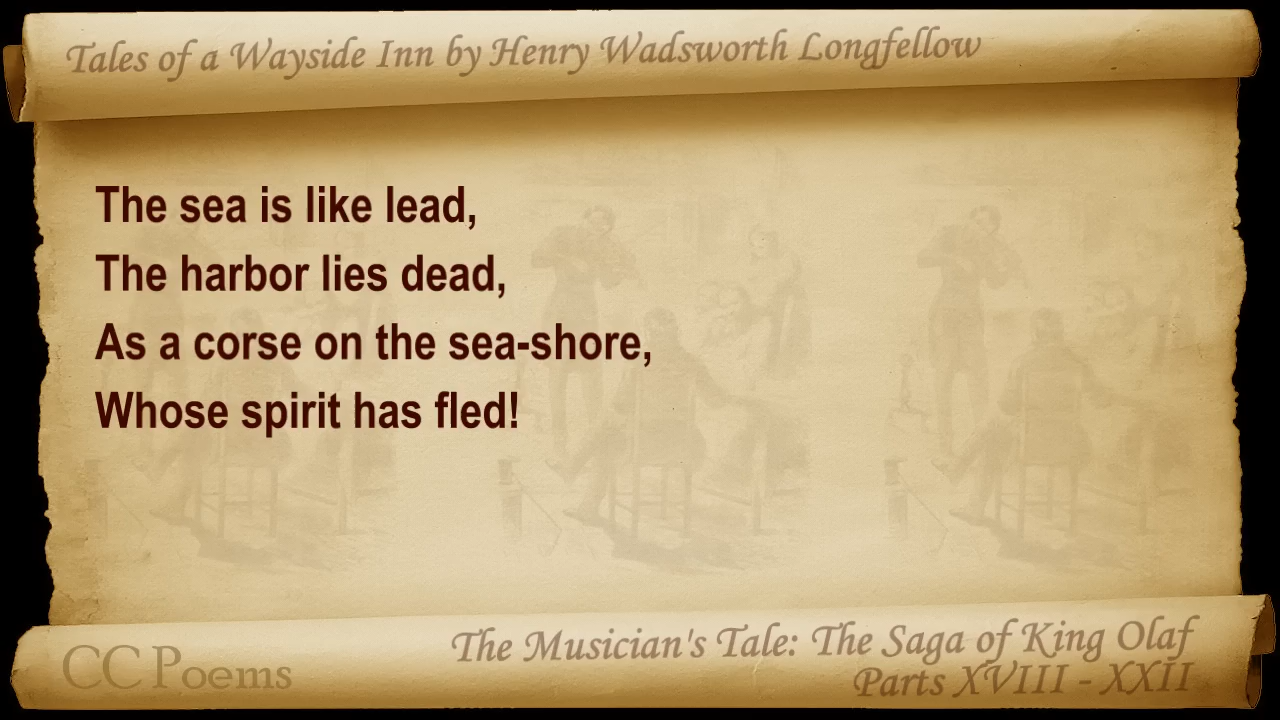 Tales of a Wayside Inn by Henry Wadsworth Longfellow
The sea is like lead,
The harbor lies dead,
As a corse on the sea-shore,
Whose spirit has fled!
CC Poems
The Musician's Tale: The Saga of King Olaf
Parts XVIII - XXII